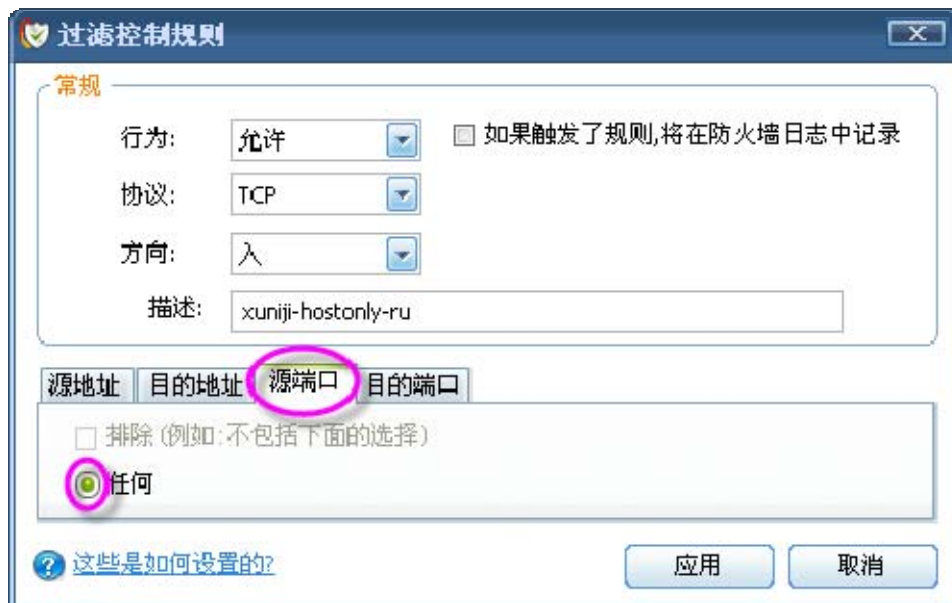 过滤控制规则
常规
行为: 允许 如果触发了规则,将在防火墙日志中记录
协议: TCP
方向: 入
描述: xuniji-hostonly-ru
源地址 目的地址 源端口 目的端口
排除 (例如:不包括下面的选择)
任何
这些是如何设置的? 应用 取消